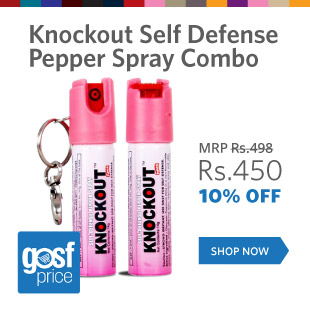 Knockout Self Defense
Pepper Spray Combo
MRP Rs.498
Rs.450
10% OFF
SHOP NOW
KNOCKOUT
KNOCKOUT
gosf
price